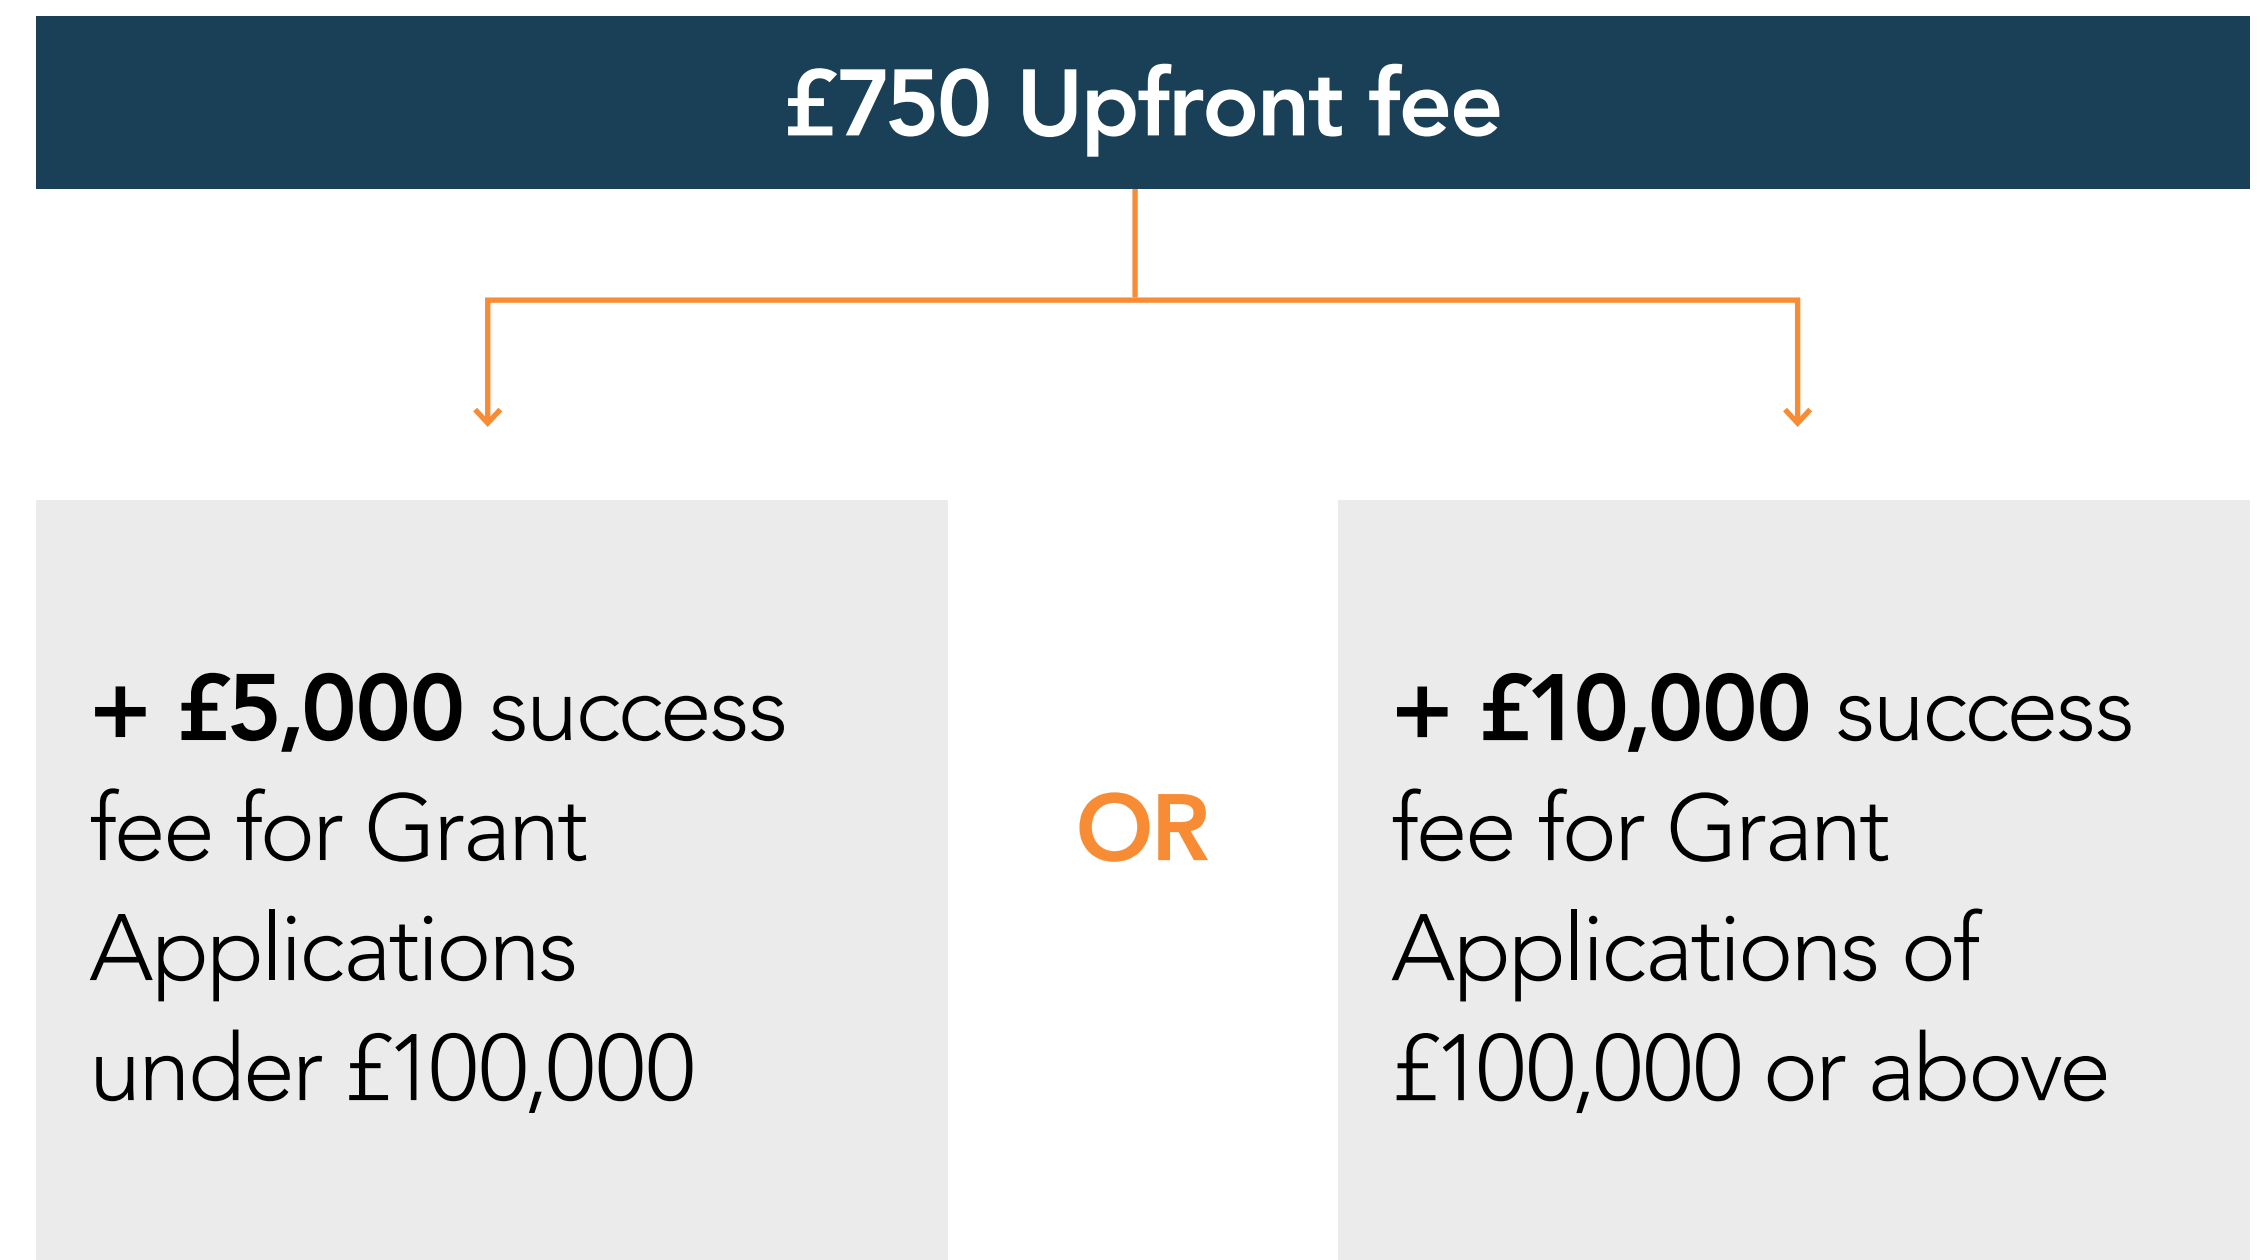 £750 Upfront fee
+ £5,000 success
fee for Grant
Applications
under £100,000
OR
+ £10,000 success
fee for Grant
Applications of
£100,000 or above